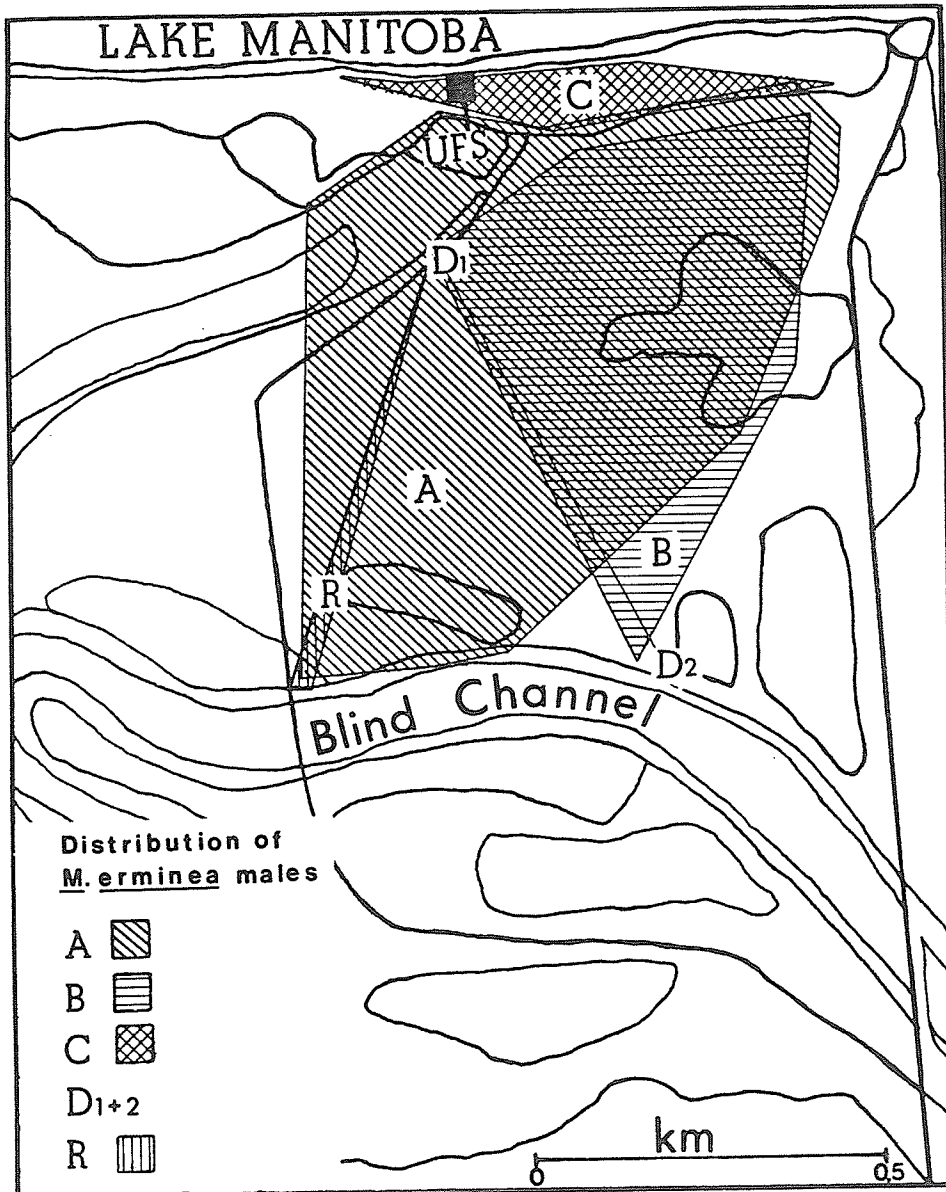 LAKE MANITOBA
C
UFS
D1
A
B
R
D2
Blind Channel
Distribution of
M. erminea males
A
B
C
D1+2
R
km
0 0.5